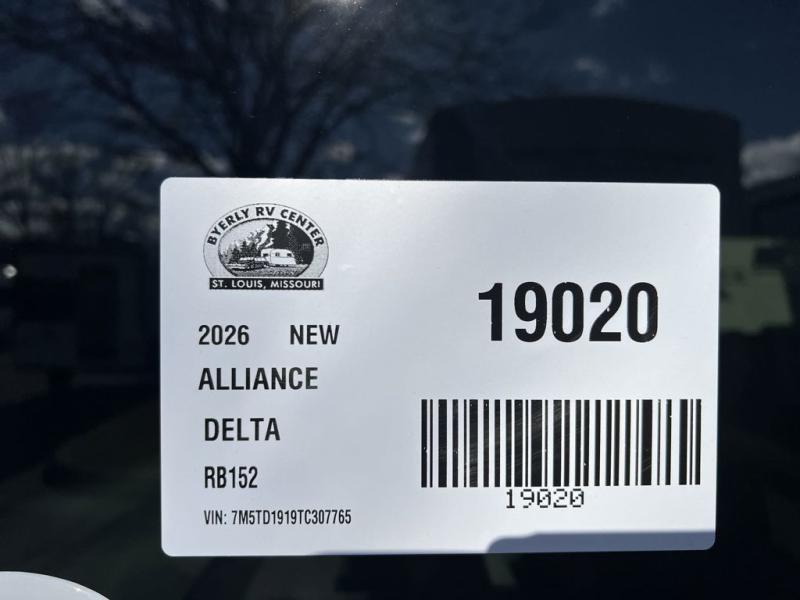 BYERLY RV CENTER
ST. LOUIS, MISSOURI
2026 NEW
19020
ALLIANCE
DELTA
RB152
VIN: 7M5TD1919TC307765
19020